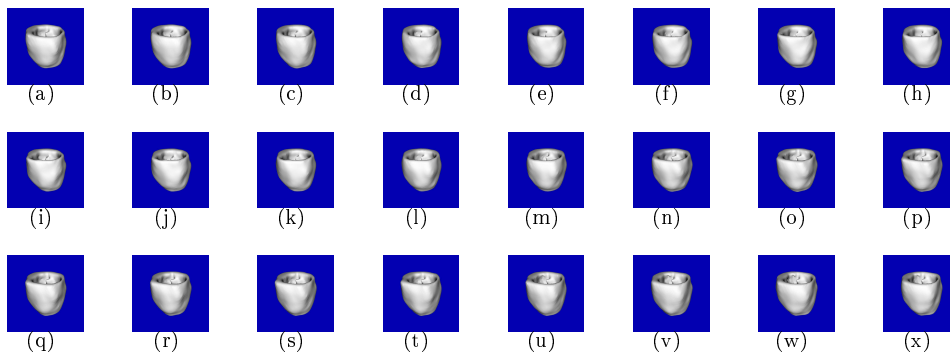 (a) (b) (c) (d) (e) (f) (g) (h)
(i) (j) (k) (l) (m) (n) (o) (p)
(q) (r) (s) (t) (u) (v) (w) (x)